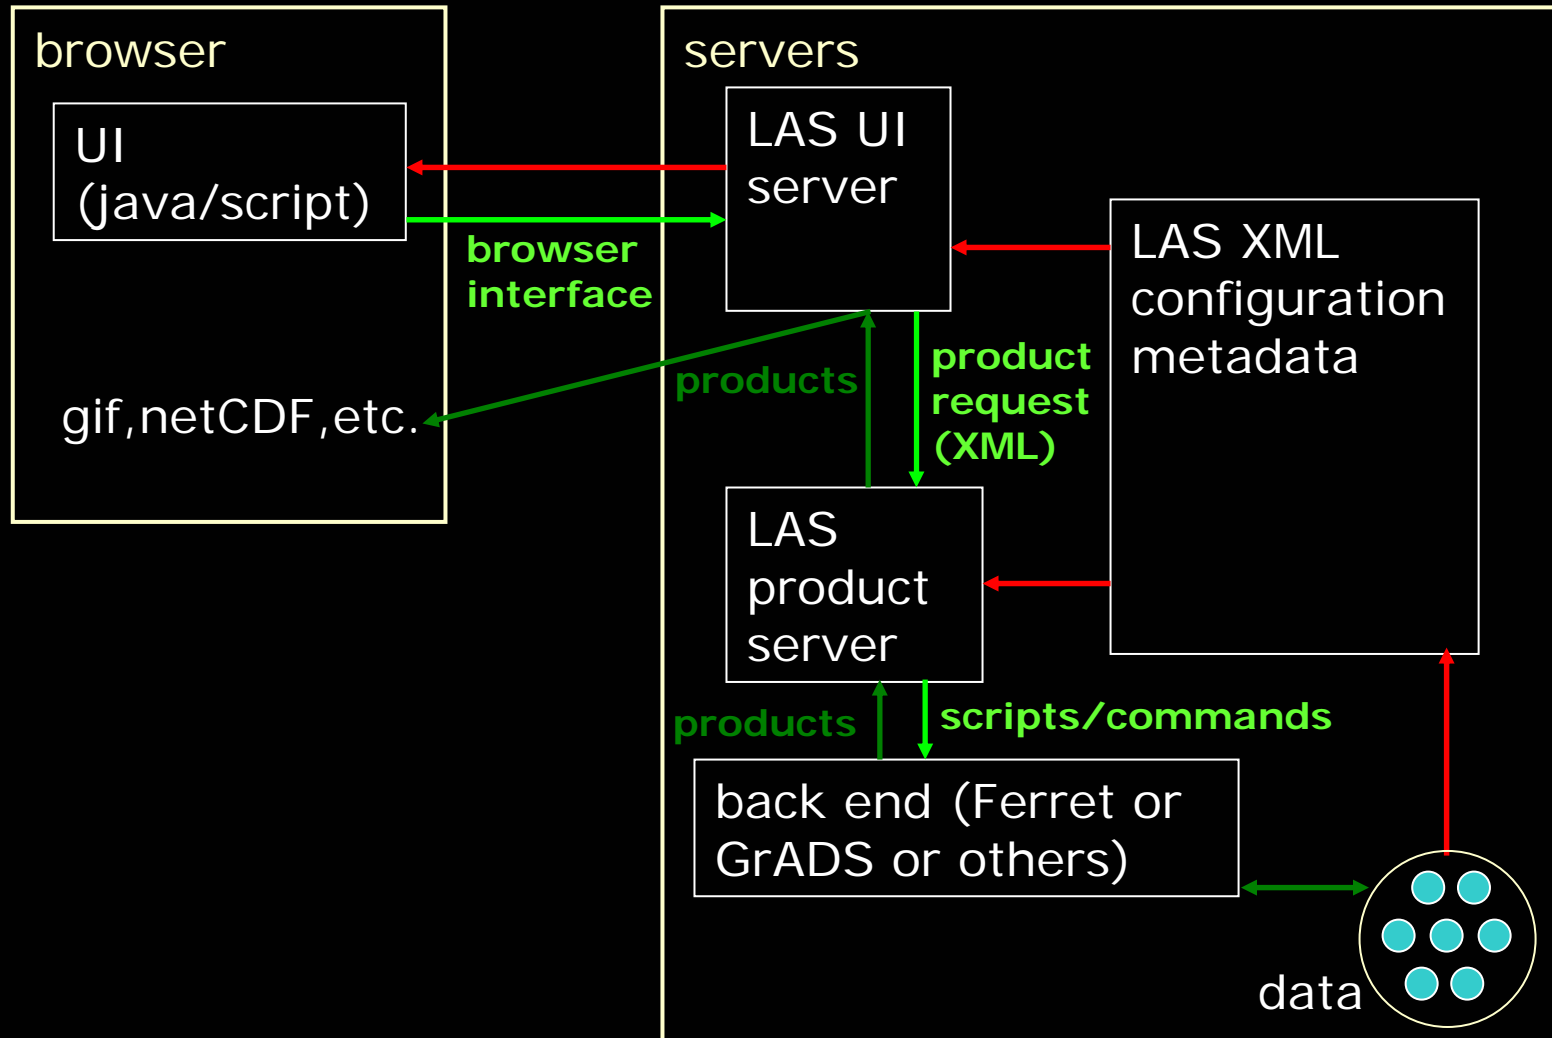 browser
UI
(java/script)
browser
interface
gif,netCDF,etc.
servers
LAS UI
server
products
product
request
(XML)
LAS XML
configuration
metadata
LAS
product
server
products
scripts/commands
back end (Ferret or
GrADS or others)
data